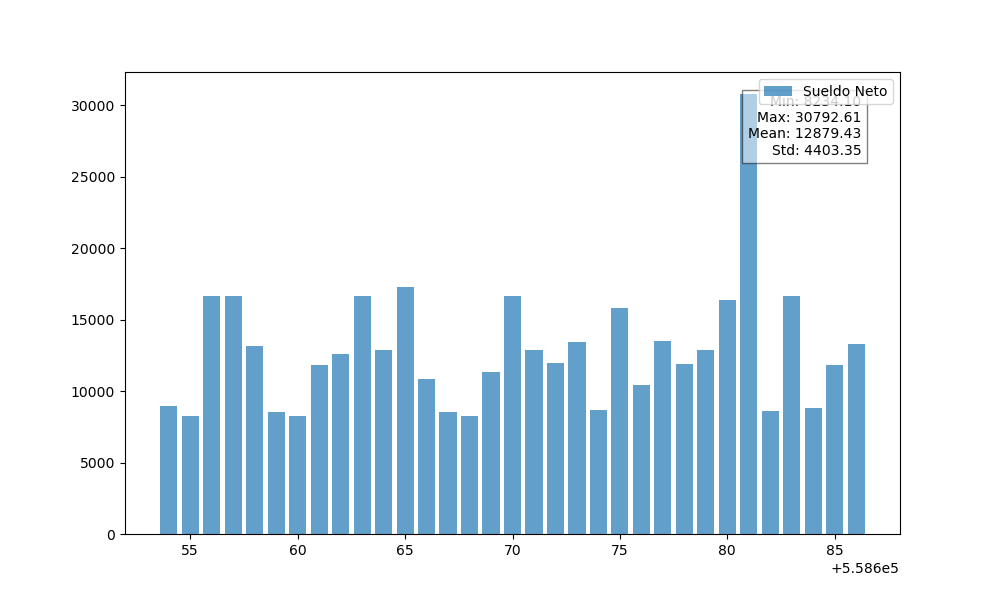 Sueldo Neto
Min: 8234.10
Max: 30792.61
Mean: 12879.43
Std: 4403.35
30000
25000
20000
15000
10000
5000
0
55 60 65 70 75 80 85
+5.586e5